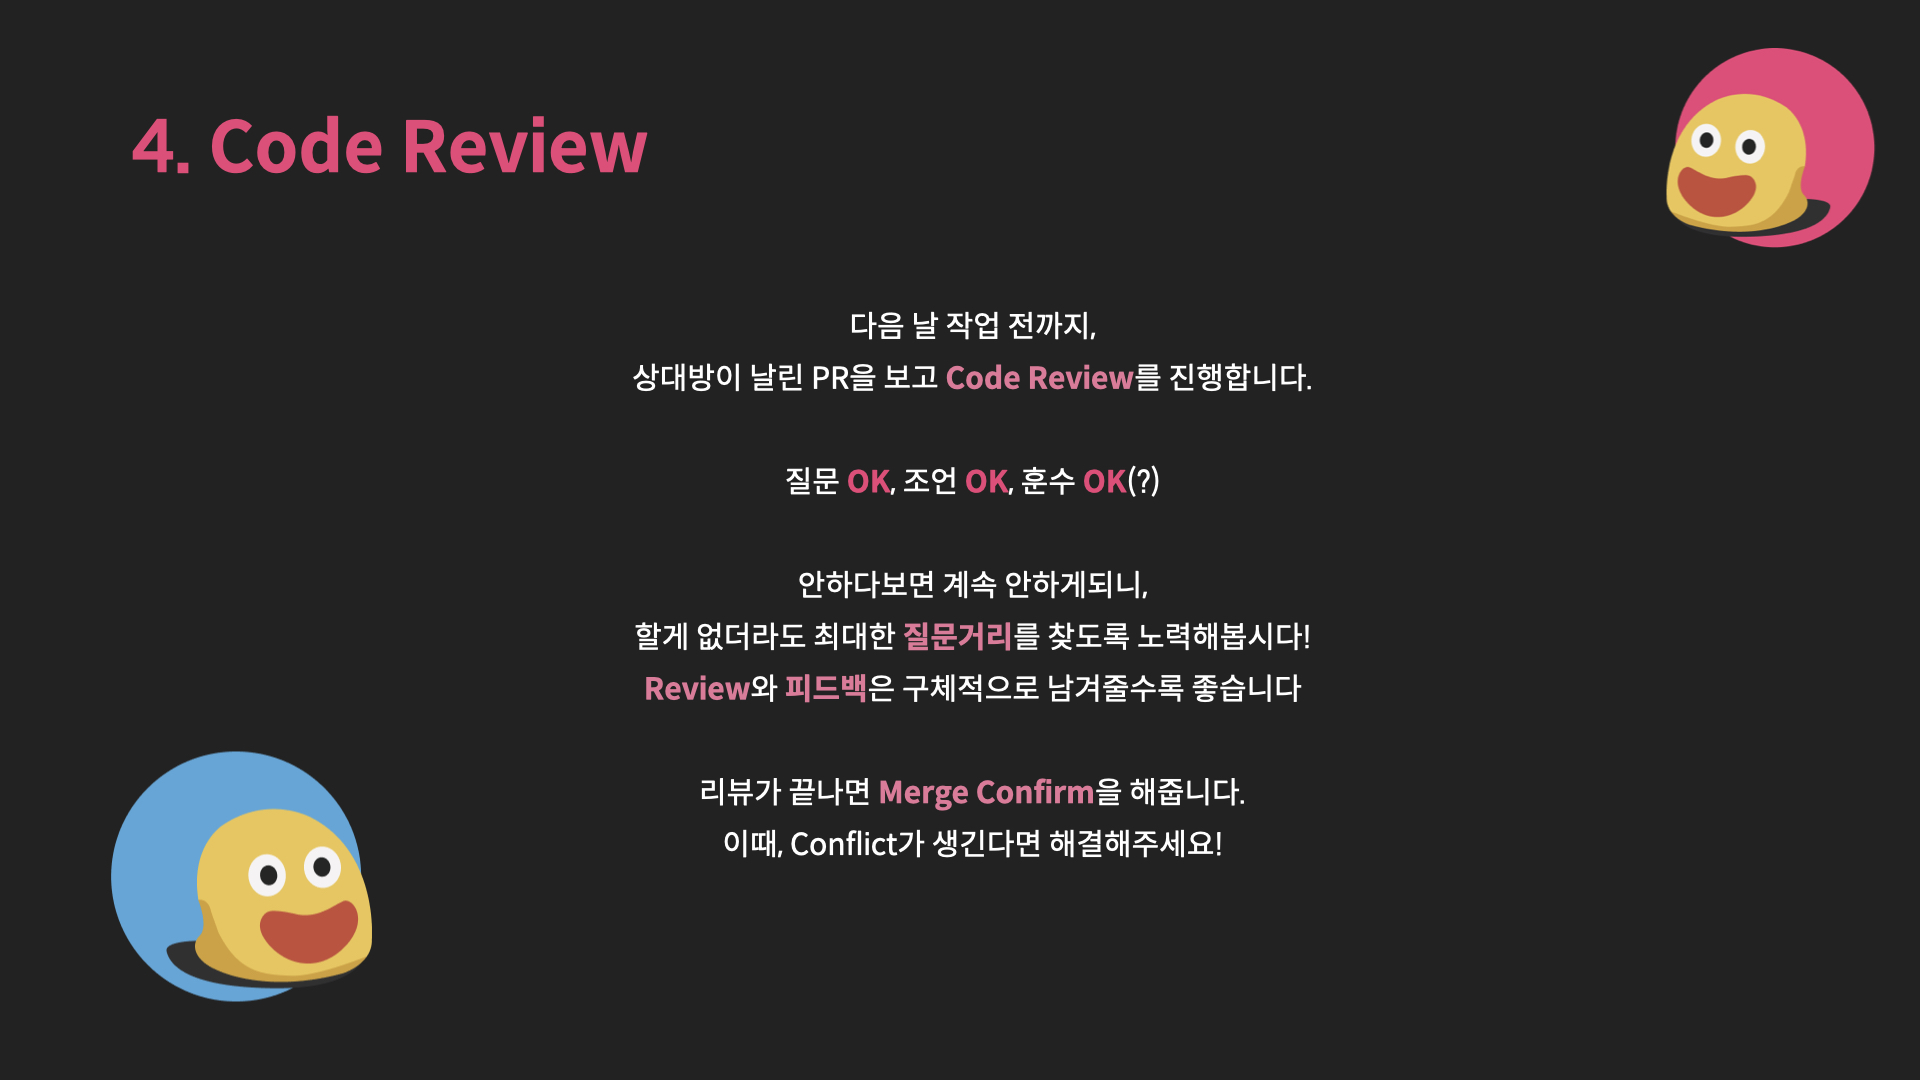 4. Code Review
다음 날 작업 전까지,
상대방이 날린 PR을 보고 Code Review를 진행합니다.
질문 OK, 조언 OK, 훈수 OK(?)
안하다보면 계속 안하게되니,
할게 없더라도 최대한 질문거리를 찾도록 노력해봅시다!
Review와 피드백은 구체적으로 남겨줄수록 좋습니다
리뷰가 끝나면 Merge Confirm을 해줍니다.
이때, Conflict가 생긴다면 해결해주세요!